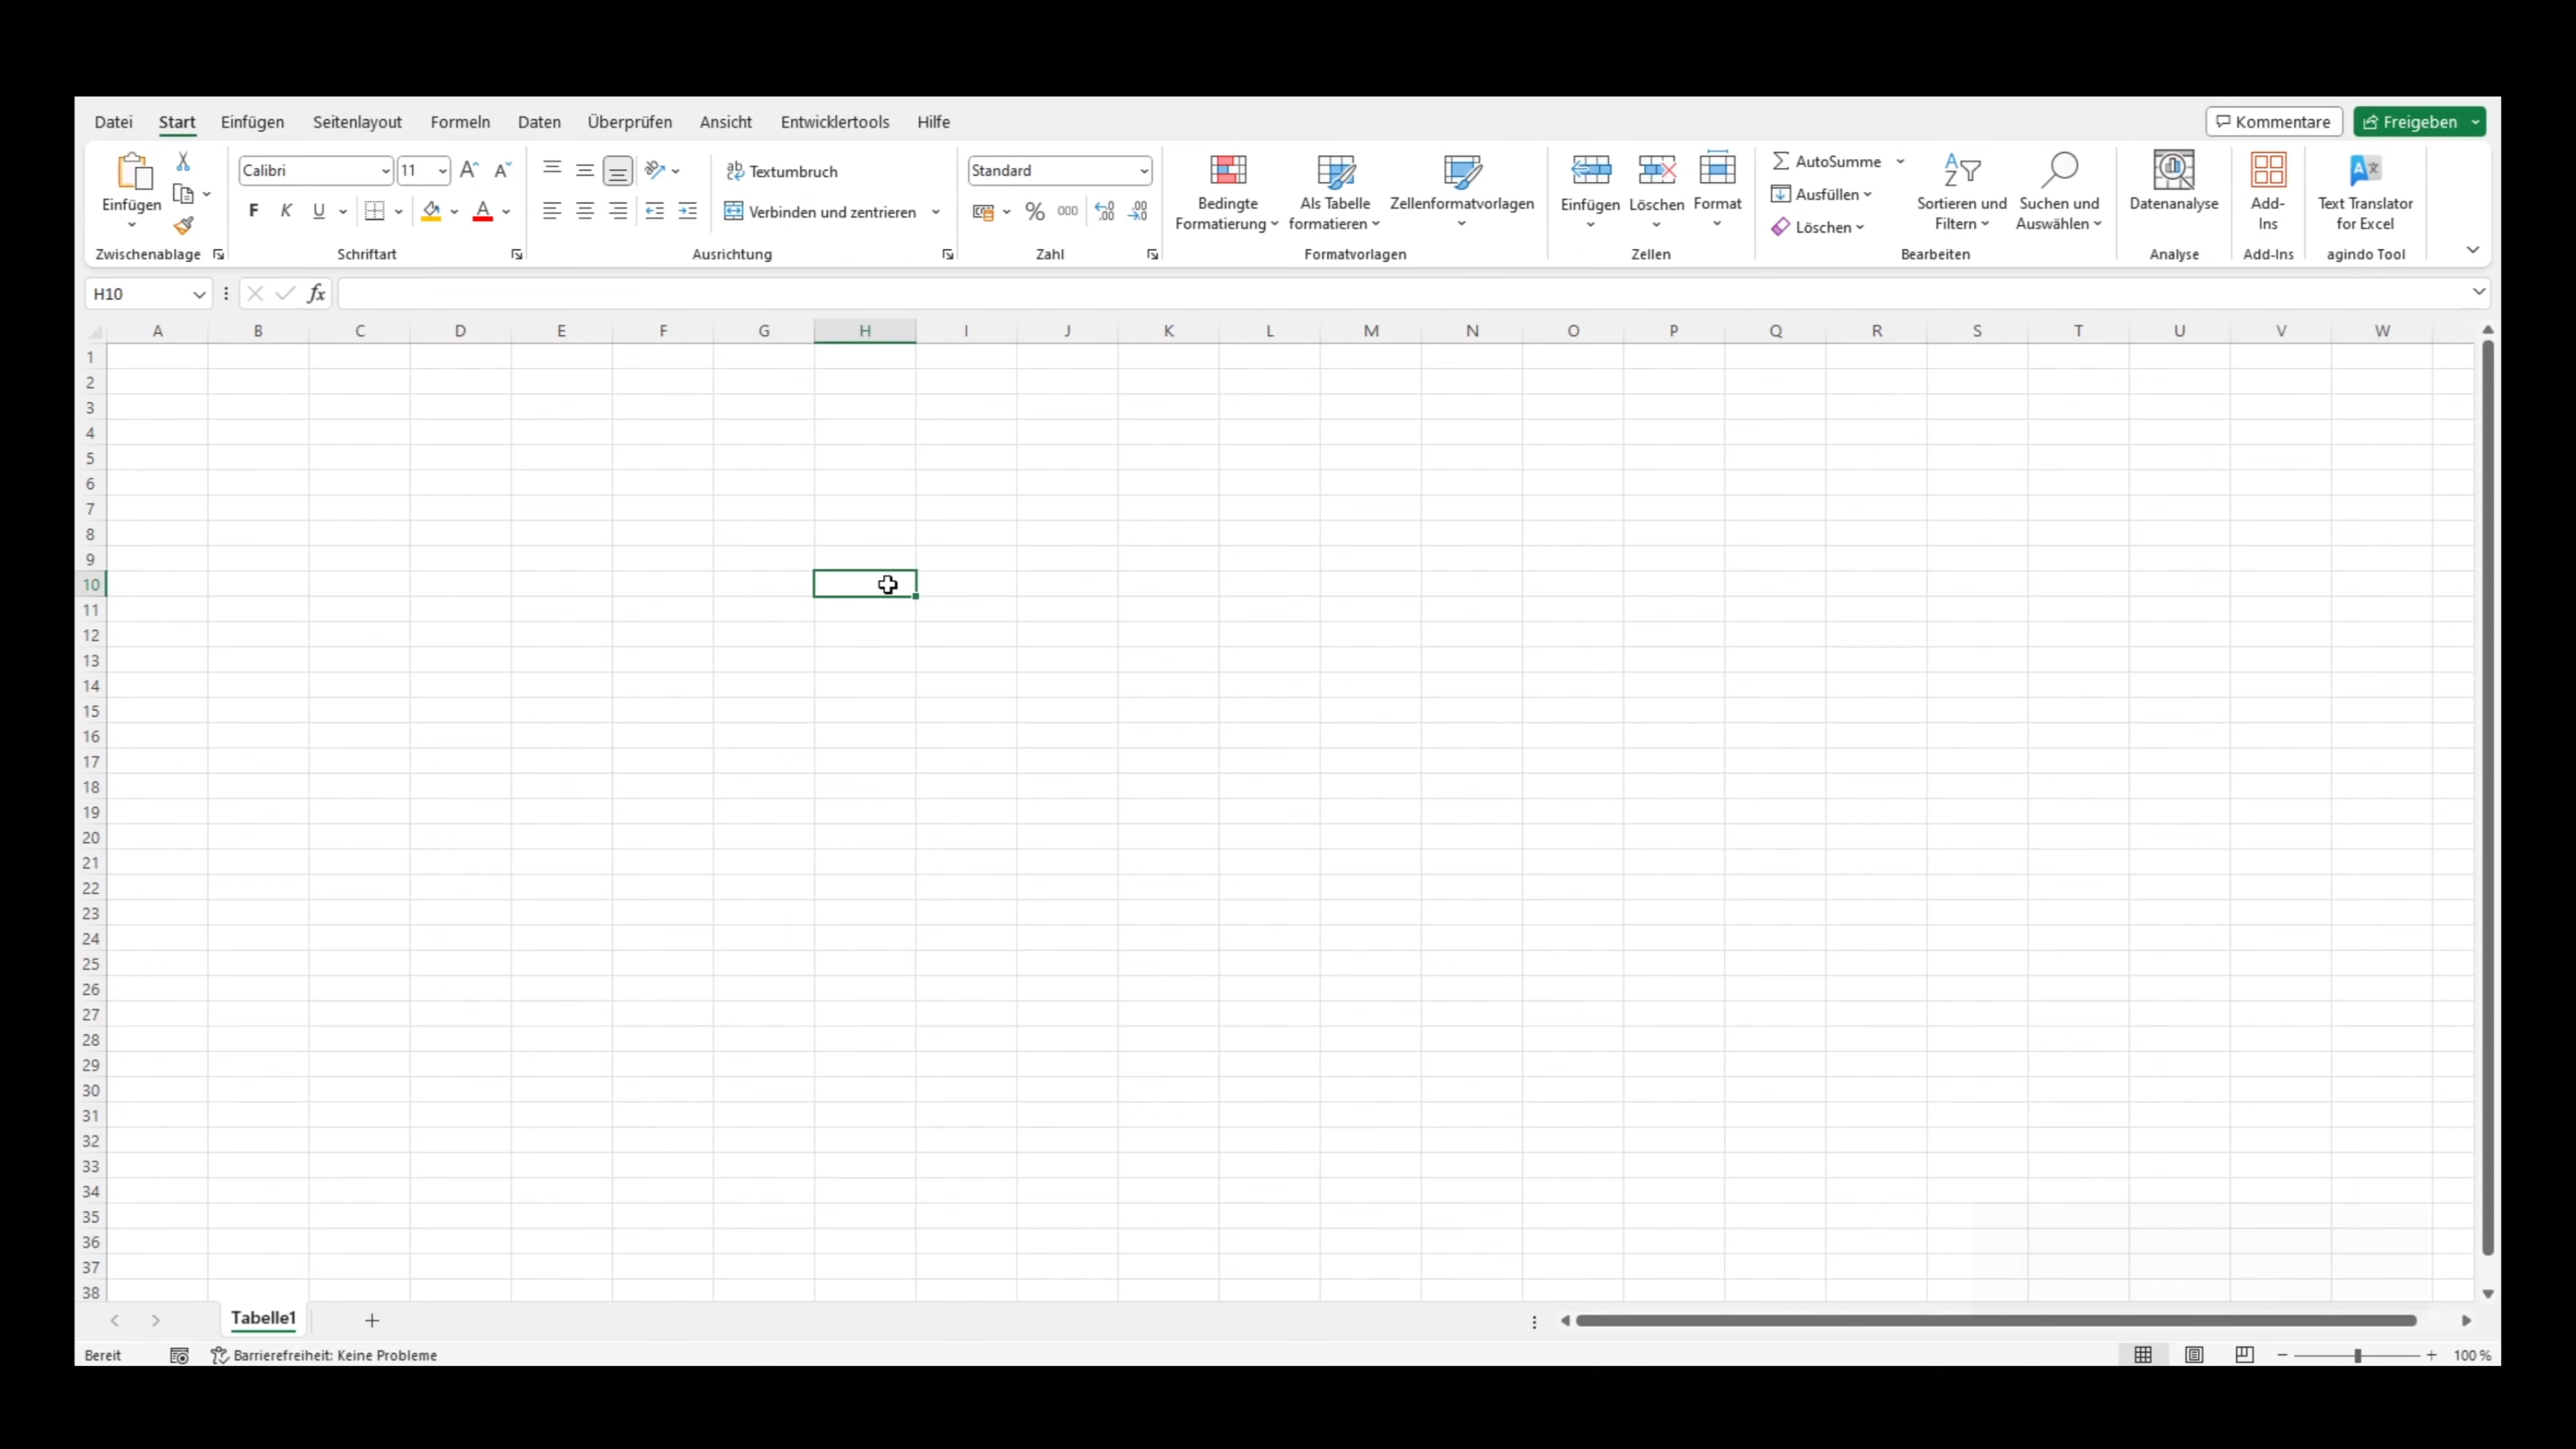 Datei Start Einfügen Seitenlayout Formeln Daten Überprüfen Ansicht Entwicklertools Hilfe Kommentare Freigeben
Einfügen
Zwischenablage
Calibri 11
F K U
Schriftart
Textumbruch
Verbinden und zentrieren
Ausrichtung
Standard
% 000
Zahl
Bedingte
Formatierung
Als Tabelle
formatieren
Zellenformatvorlagen
Formatvorlagen
Einfügen Löschen Format
Zellen
AutoSumme
Ausfüllen
Löschen
Sortieren und
Filtern
Suchen und
Auswählen
Bearbeiten
Datenanalyse
Analyse
Add-
Ins
Add-Ins
Text Translator
for Excel
agindo Tool
H10 fx
A B C D E F G H I J K L M N O P Q R S T U V W
1
2
3
4
5
6
7
8
9
10
11
12
13
14
15
16
17
18
19
20
21
22
23
24
25
26
27
28
29
30
31
32
33
34
35
36
37
38
Tabelle1
Bereit Barrierefreiheit: Keine Probleme 100 %